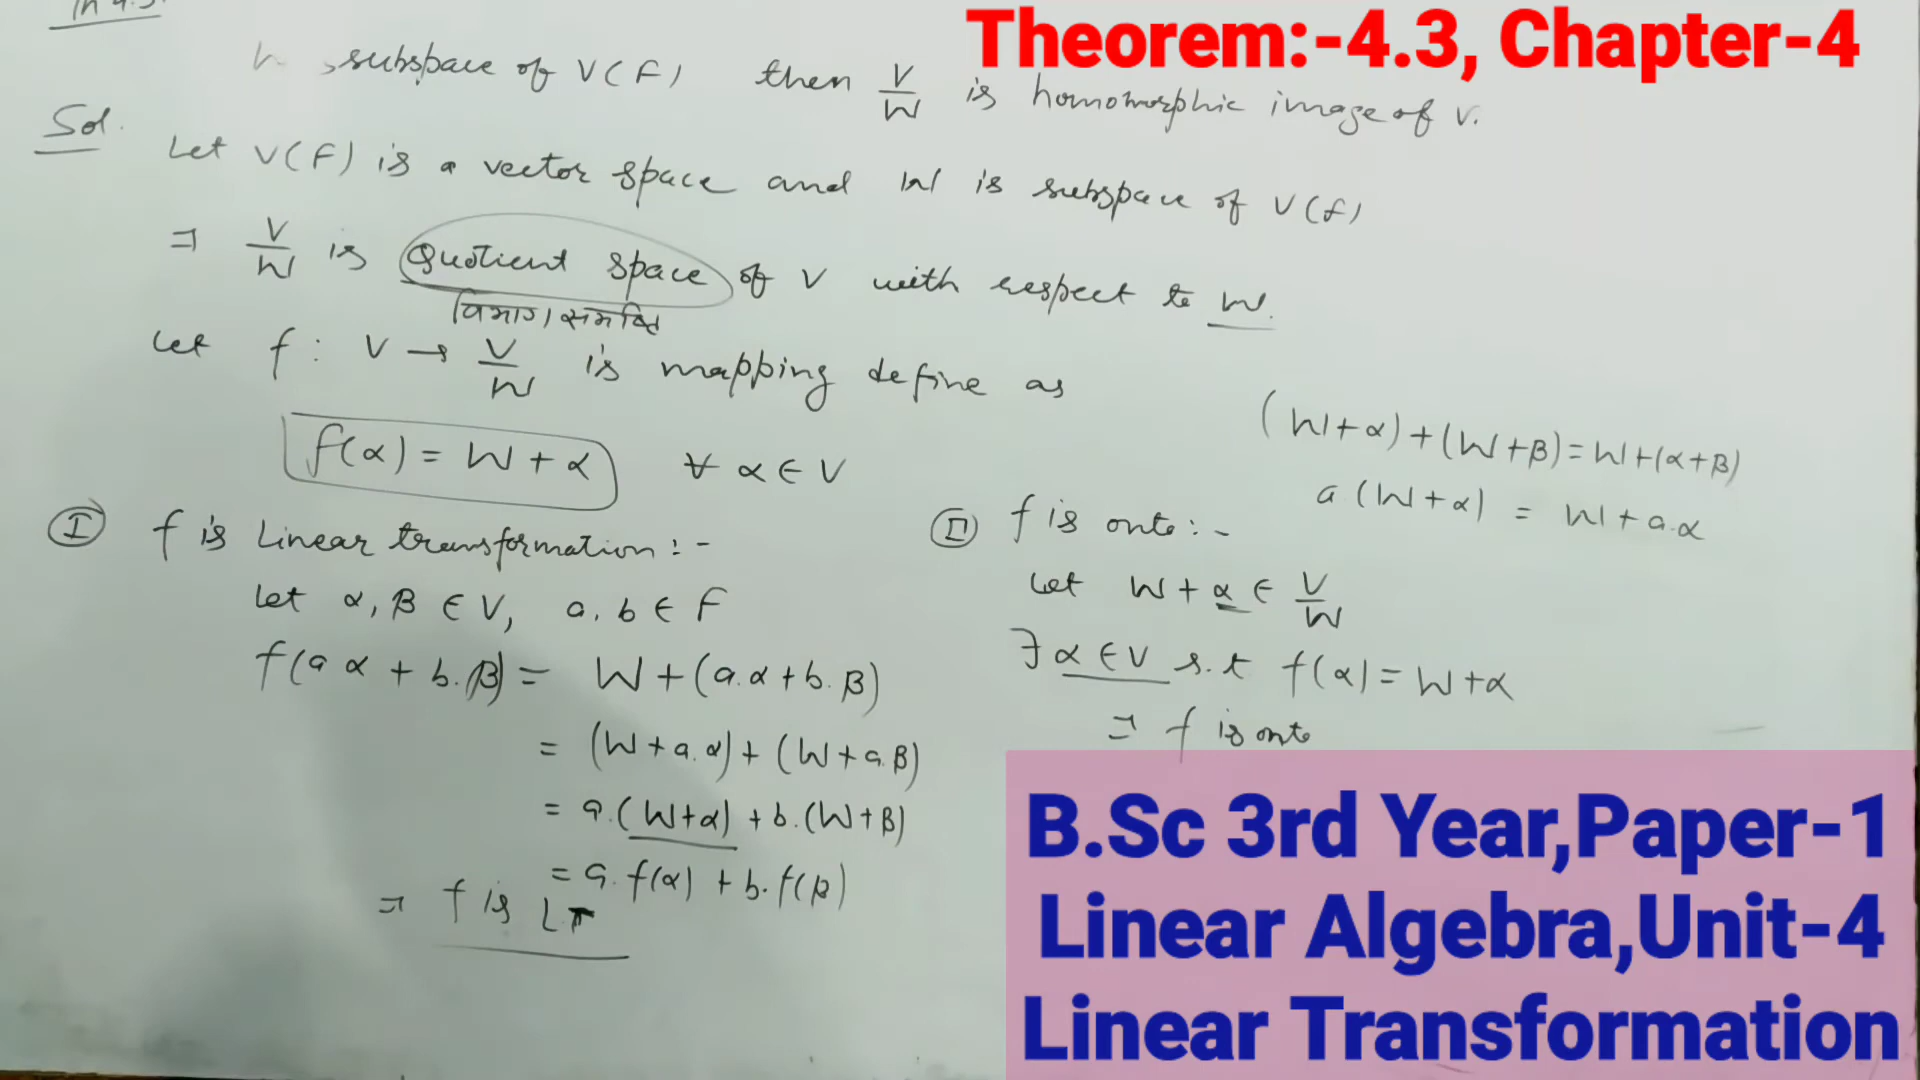 Theorem:-4.3, Chapter-4
subspace of V(F) then V/W is homomorphic image of V.
Sol.
Let V(F) is a vector space and W is subspace of V(F)
⇒ V/W is Quotient space of V with respect to W.
विभाग समष्टि
Let f : V → V/W is mapping define as
f(α) = W + α ∀ α ∈ V
(W+α)+(W+β)=W+(α+β)
a(W+α) = W+a.α
I f is Linear transformation:-
Let α, β ∈ V, a, b ∈ F
f(a α + b.β) = W+(a.α+b.β)
= (W+a.α)+(W+a.β)
= a.(W+α)+b.(W+β)
= a.f(α)+b.f(β)
⇒ f is LT
II f is onto:-
Let W+α ∈ V/W
∃ α ∈ V s.t f(α)=W+α
⇒ f is onto
B.Sc 3rd Year,Paper-1
Linear Algebra,Unit-4
Linear Transformation